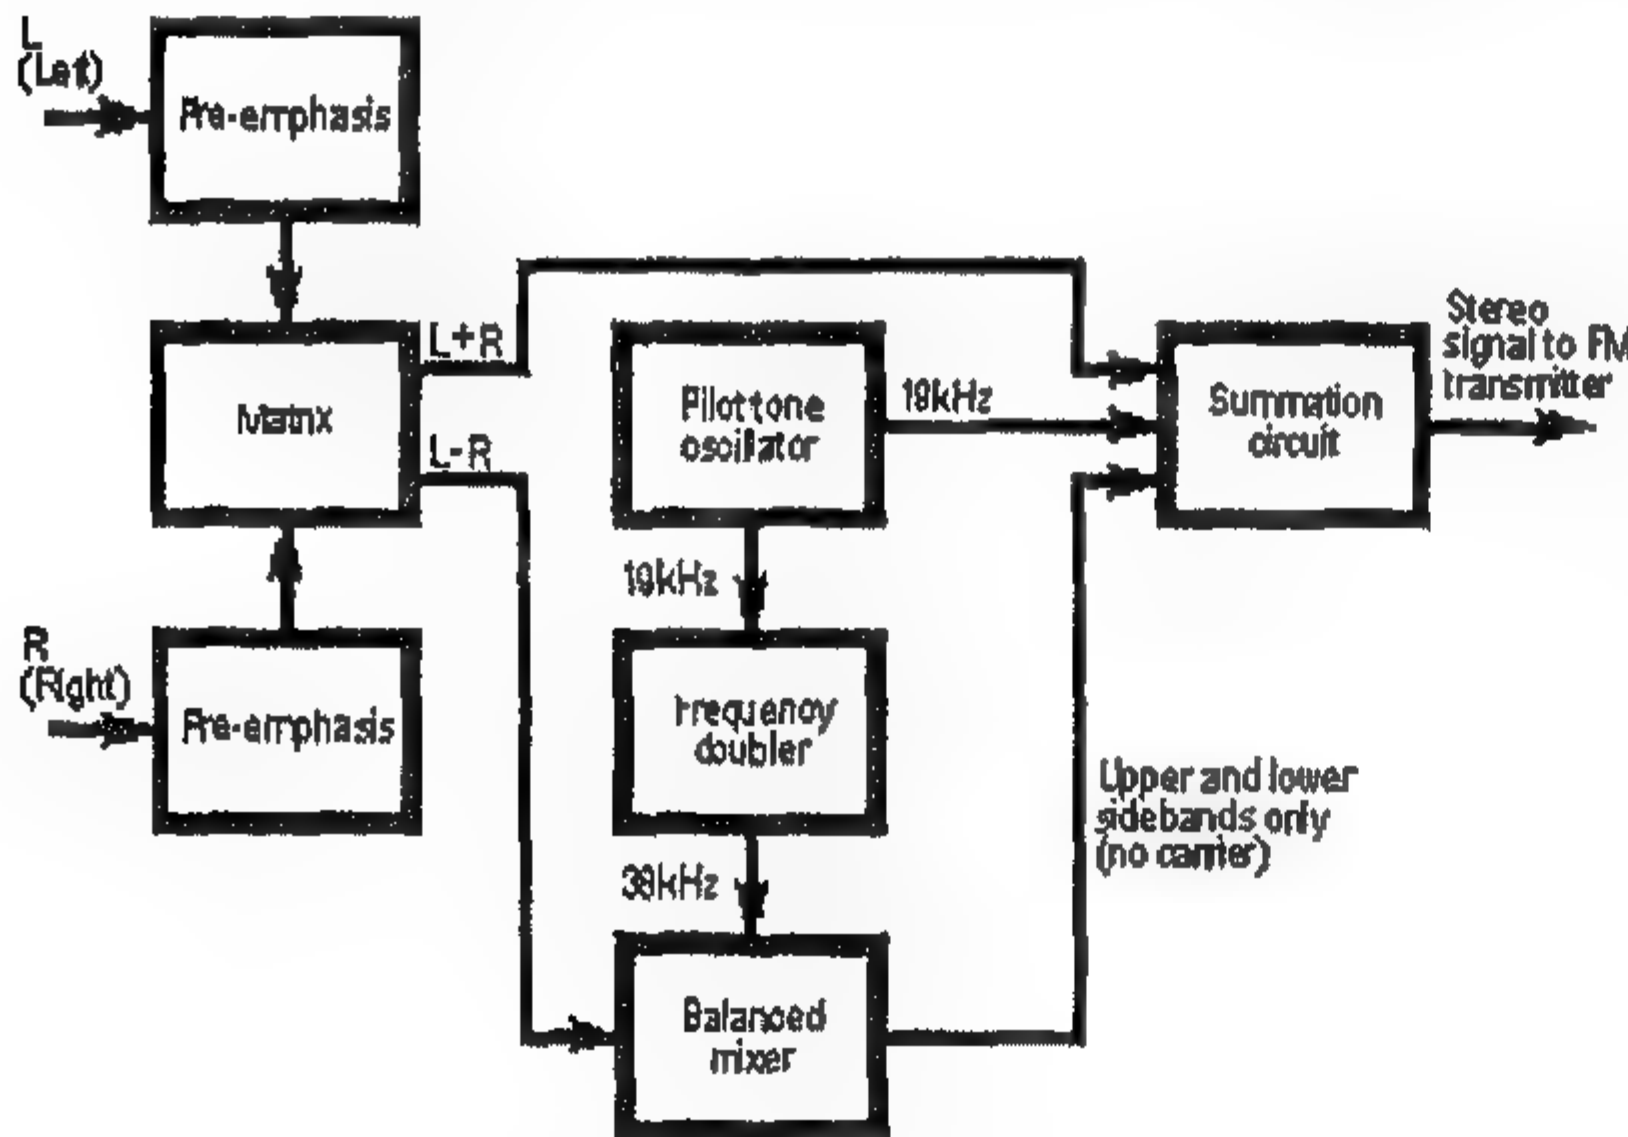 L
(Left)
Pre-emphasis
Matrix
L+R
L-R
R
(Right)
Pre-emphasis
Pilot tone
oscillator
19kHz
19kHz
Frequency
doubler
38kHz
Balanced
mixer
Summation
circuit
Stereo
signal to FM
transmitter
Upper and lower
sidebands only
(no carrier)